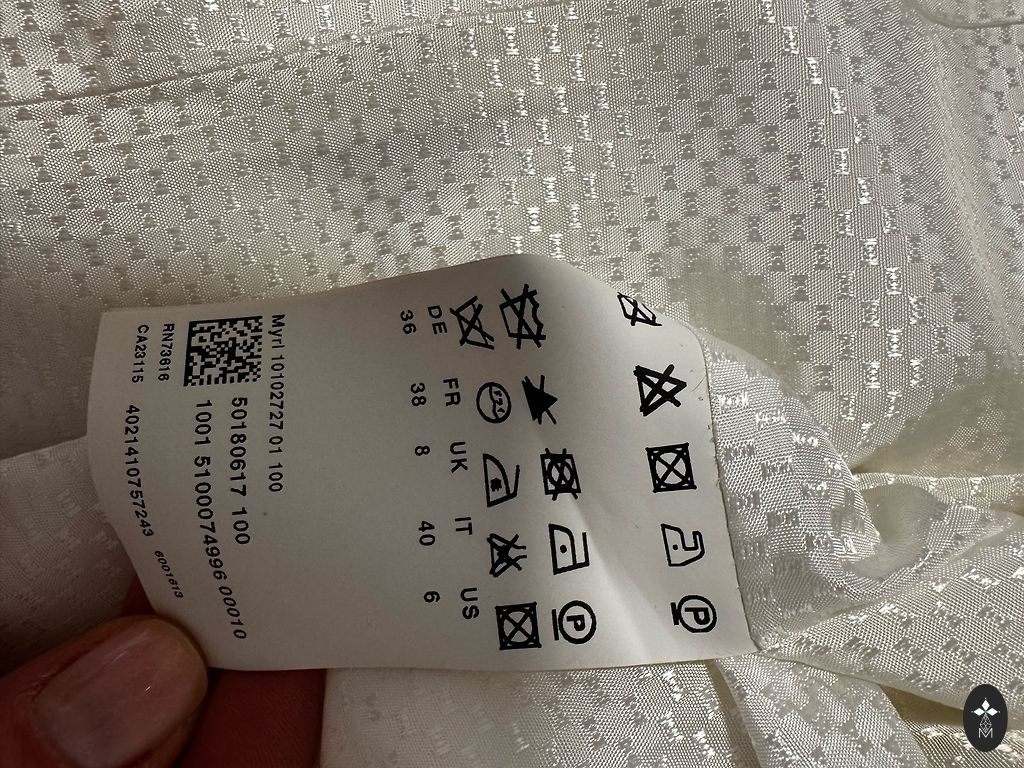 DE FR UK IT US
36 38 8 40 6
Myrl 10102727 01 100
50180617 100
1001 5100074996 00010
RN73616
CA23115 4021410757243 6001613
P
P
M